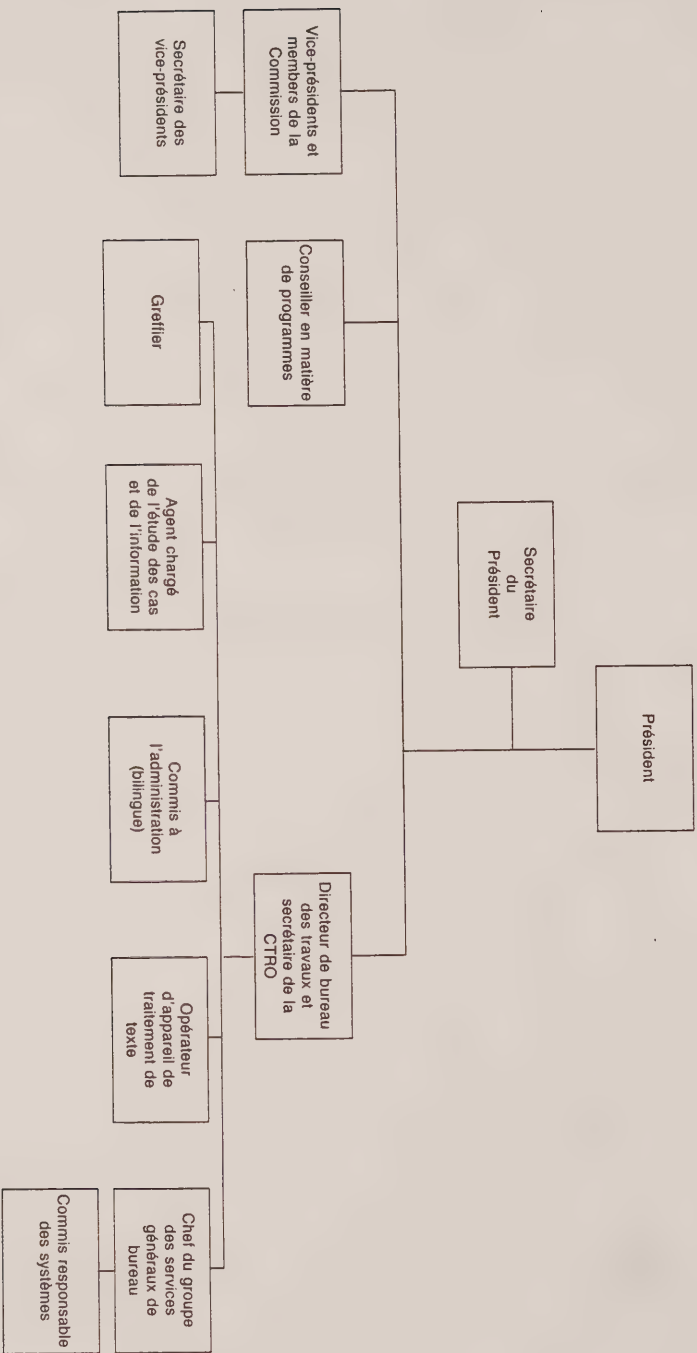 Président
Secrétaire
du
Président
Vice-présidents et
members de la
Commission
Conseiller en matière
de programmes
Directeur de bureau
des travaux et
secrétaire de la
CTRO
Secrétaire des
vice-présidents
Greffier
Agent chargé
de l'étude des cas
et de l'information
Commis à
l'administration
(bilingue)
Opérateur
d'appareil de
traitement de
texte
Chef du groupe
des services
généraux de
bureau
Commis responsable
des systèmes